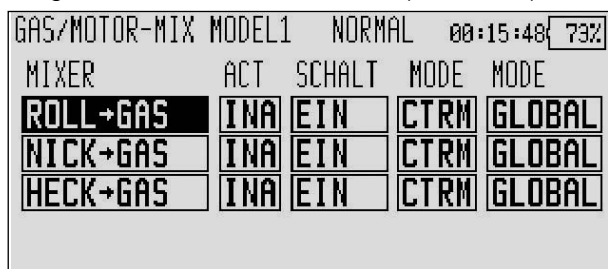 GAS/MOTOR-MIX MODEL1 NORMAL 00:15:48 73%
MIXER ACT SCHALT MODE MODE
ROLL→GAS INA EIN CTRM GLOBAL
NICK→GAS INA EIN CTRM GLOBAL
HECK→GAS INA EIN CTRM GLOBAL